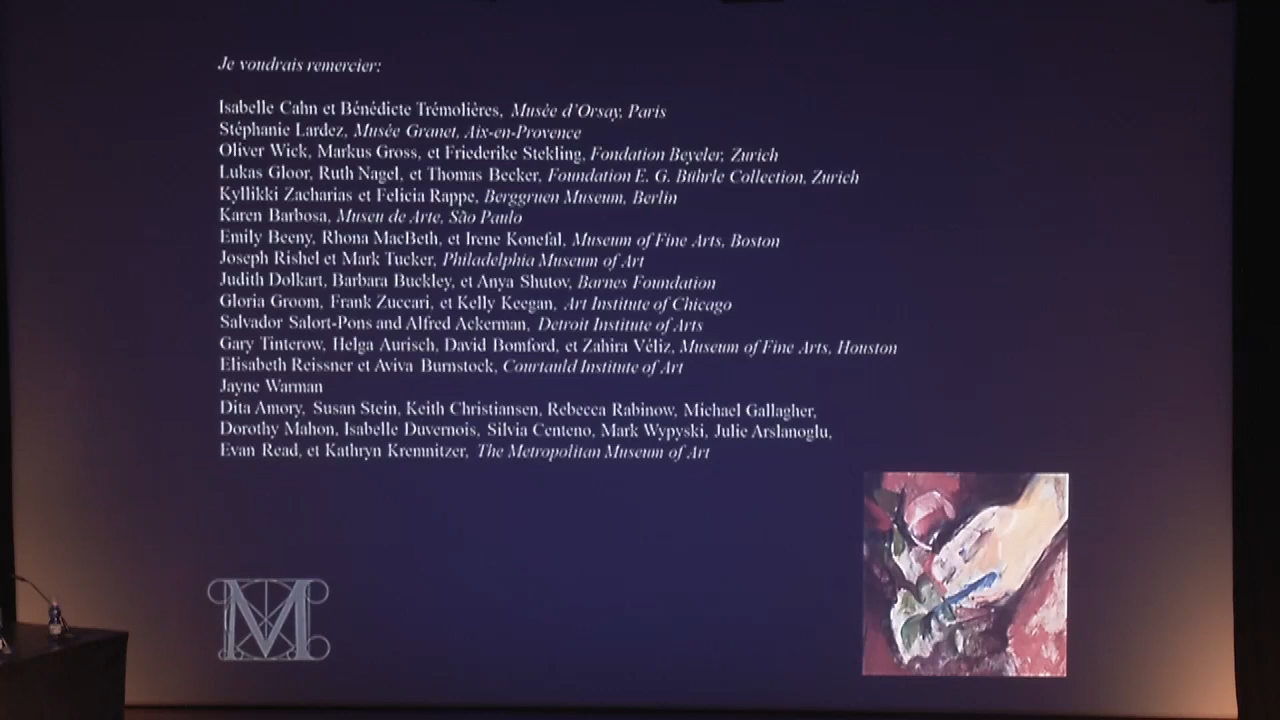 Je voudrais remercier:
Isabelle Cahn et Bénédicte Trémolières, Musée d'Orsay, Paris
Stéphanie Lardez, Musée Granet, Aix-en-Provence
Oliver Wick, Markus Gross, et Friederike Stekling, Fondation Beyeler, Zurich
Lukas Gloor, Ruth Nagel, et Thomas Becker, Foundation E. G. Bührle Collection, Zurich
Kyllikki Zacharias et Felicia Rappe, Berggruen Museum, Berlin
Karen Barbosa, Museu de Arte, São Paulo
Emily Beeny, Rhona MacBeth, et Irene Konefal, Museum of Fine Arts, Boston
Joseph Rishel et Mark Tucker, Philadelphia Museum of Art
Judith Dolkart, Barbara Buckley, et Anya Shutov, Barnes Foundation
Gloria Groom, Frank Zuccari, et Kelly Keegan, Art Institute of Chicago
Salvador Salort-Pons and Alfred Ackerman, Detroit Institute of Arts
Gary Tinterow, Helga Aurisch, David Bomford, et Zahira Véliz, Museum of Fine Arts, Houston
Elisabeth Reissner et Aviva Burnstock, Courtauld Institute of Art
Jayne Warman
Dita Amory, Susan Stein, Keith Christiansen, Rebecca Rabinow, Michael Gallagher,
Dorothy Mahon, Isabelle Duvernois, Silvia Centeno, Mark Wypyski, Julie Arslanoglu,
Evan Read, et Kathryn Kremnitzer, The Metropolitan Museum of Art
M